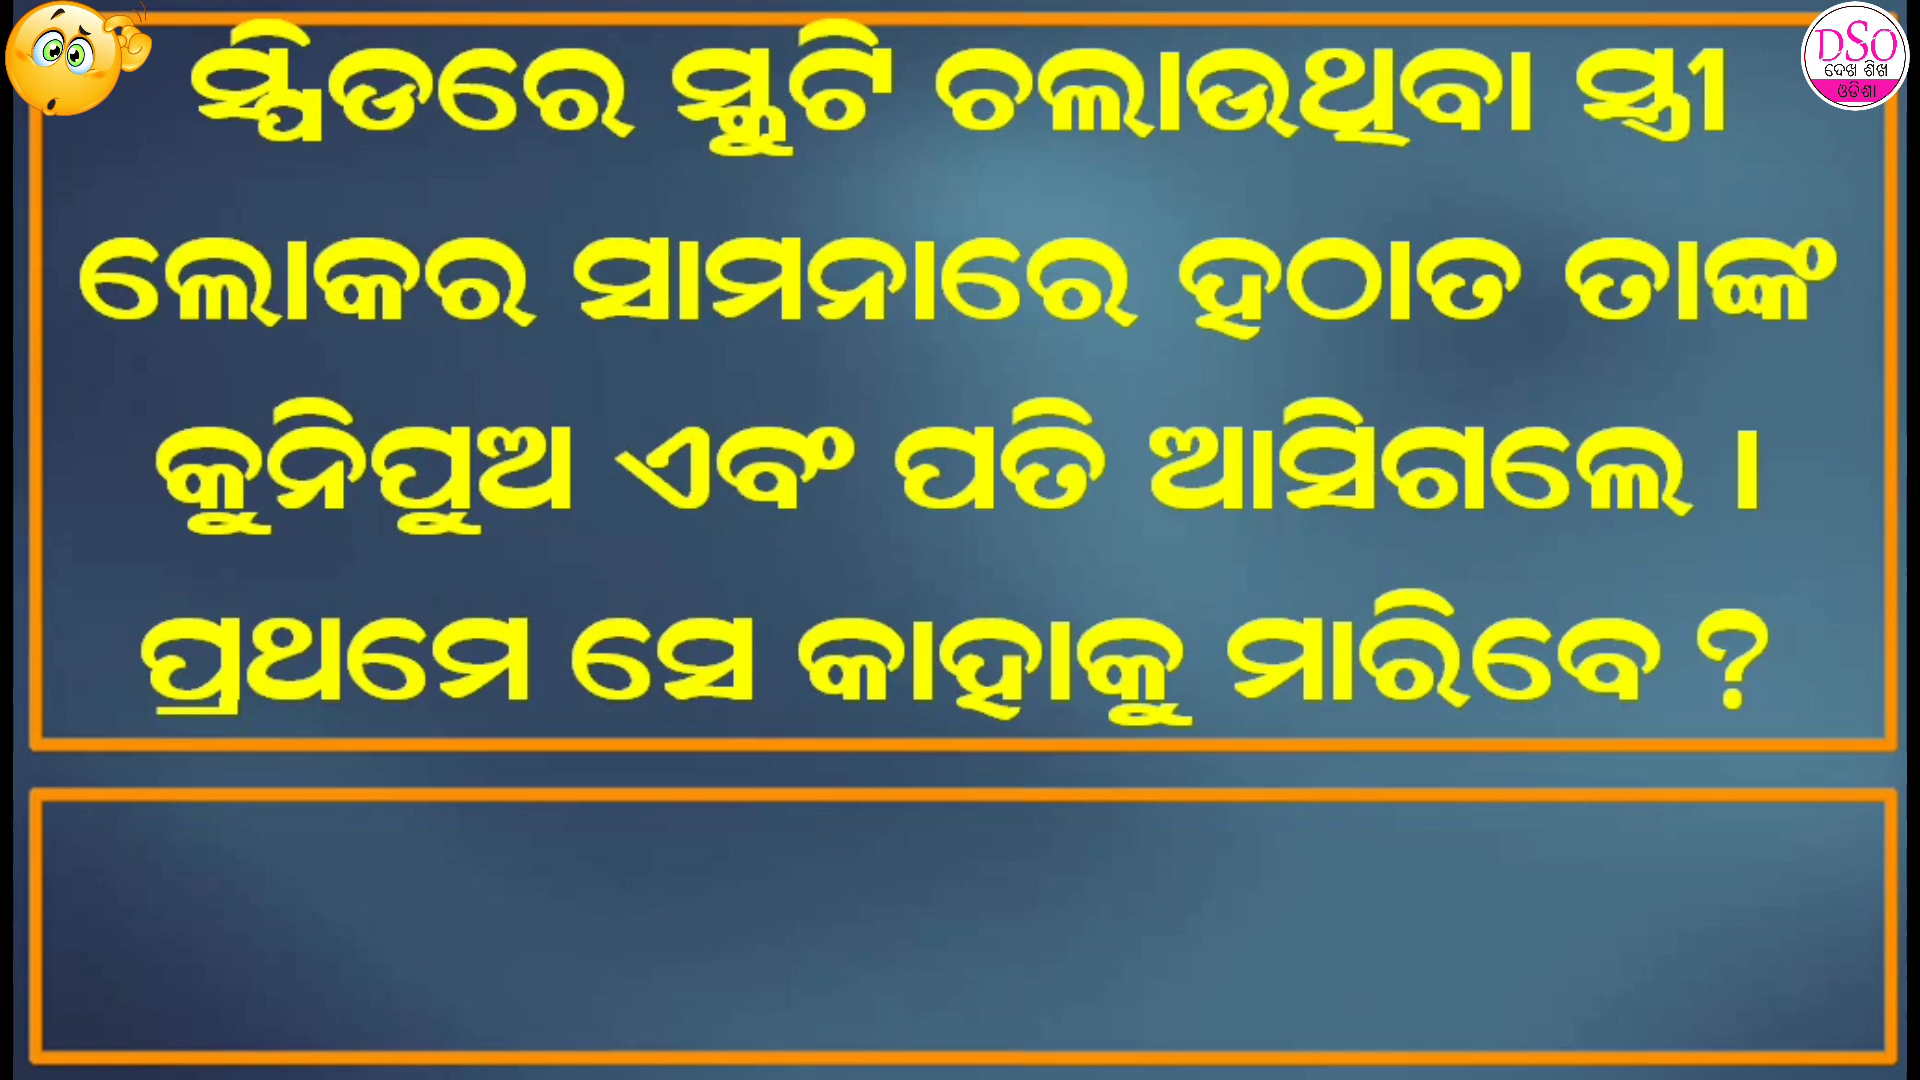 ସ୍ପିଡରେ ସ୍କୁଟି ଚଲାଉଥିବା ସ୍ତ୍ରୀ
ଲୋକର ସାମନାରେ ହଠାତ ତାଙ୍କ
କୁନିପୁଅ ଏବଂ ପତି ଆସିଗଲେ ।
ପ୍ରଥମେ ସେ କାହାକୁ ମାରିବେ ?
DSO
ଦେଖ ଶିଖ
ଓଡିଶା